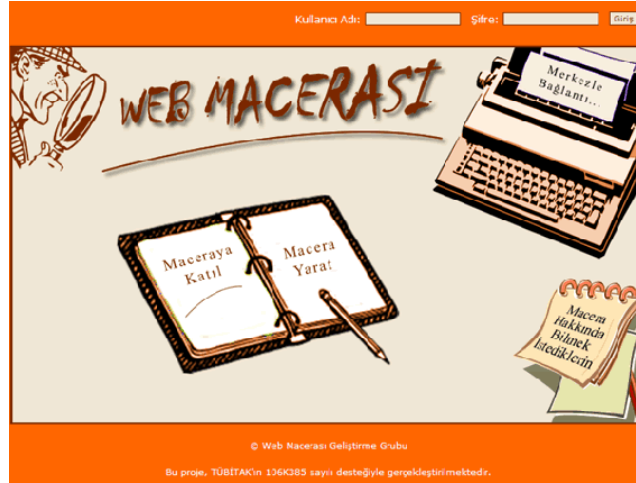 Kullanıcı Adı: Şifre: Giriş
WEB MACERASI
Merkezle
Bağlantı...
Maceraya
Katıl
Macera
Yarat
Macera
Hakkında
Bilmek
İstediklerin
© Web Macerası Geliştirme Grubu
Bu proje, TÜBİTAK'ın 106K385 sayılı desteğiyle gerçekleştirilmektedir.